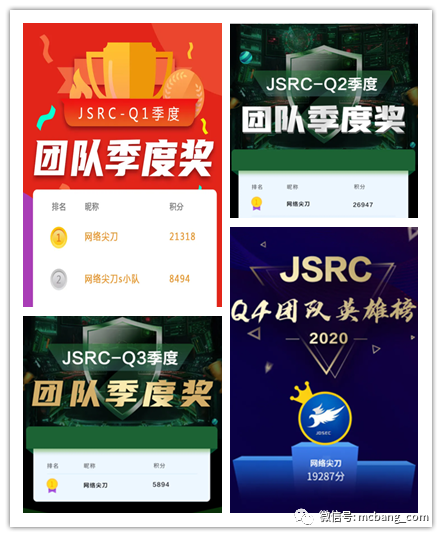 JSRC-Q1季度
团队季度奖
排名 昵称 积分
1 网络尖刀 21318
2 网络尖刀s小队 8494
JSRC-Q2季度
团队季度奖
排名 昵称 积分
网络尖刀 26947
JSRC-Q3季度
团队季度奖
排名 昵称 积分
网络尖刀 5894
JSRC
Q4团队英雄榜
2020
JDSEC
网络尖刀
19287分
微信号: mcbang_com